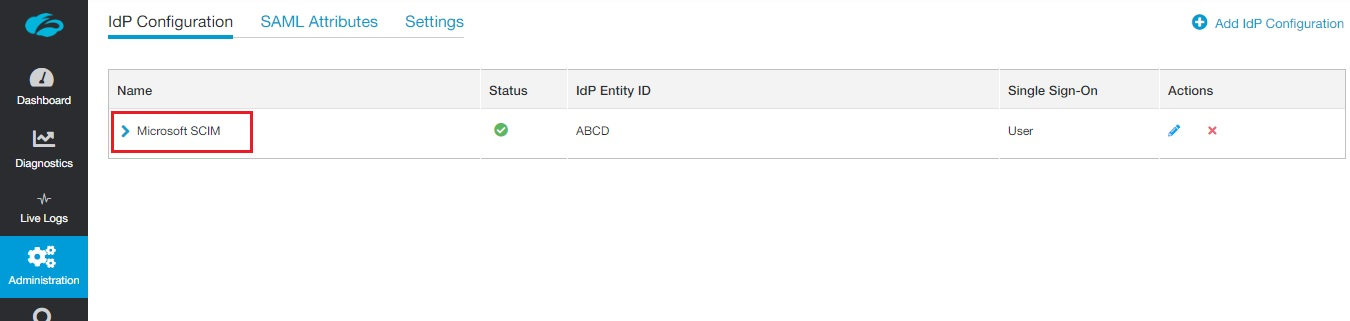 IdP Configuration SAML Attributes Settings Add IdP Configuration
Dashboard
Diagnostics
Live Logs
Administration
Name Status IdP Entity ID Single Sign-On Actions
Microsoft SCIM ABCD User